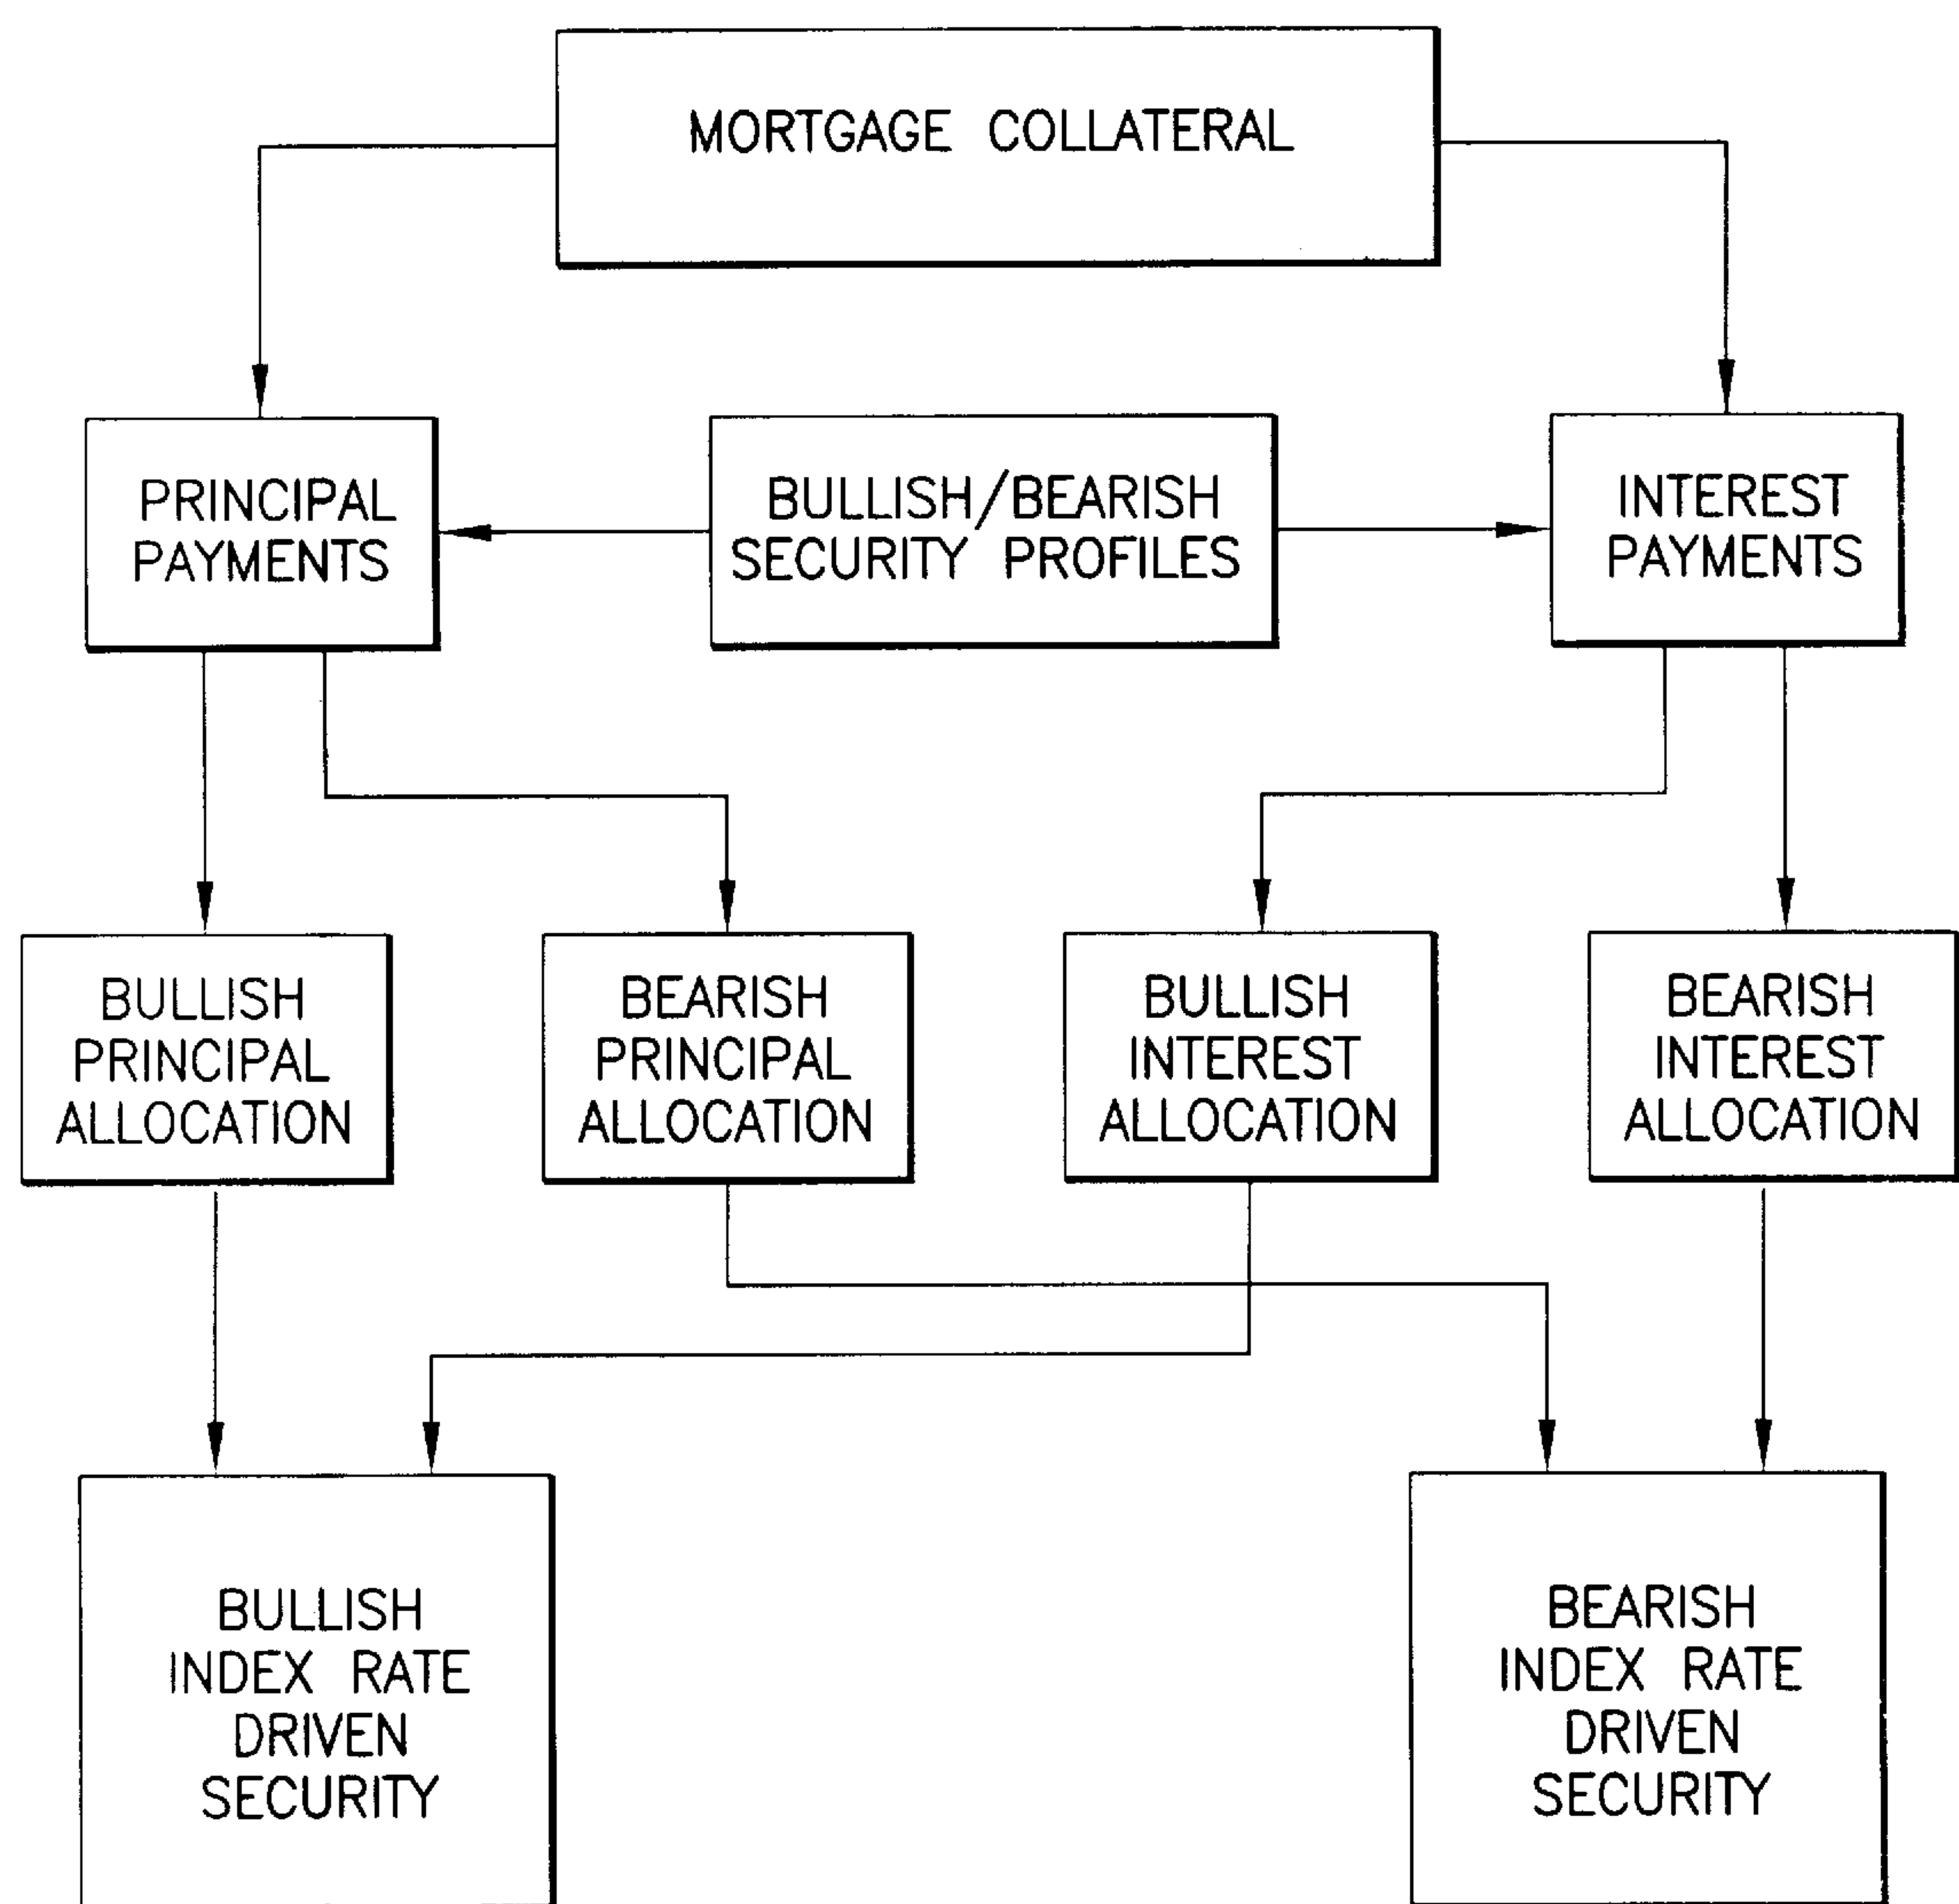 MORTGAGE COLLATERAL
PRINCIPAL
PAYMENTS
BULLISH/BEARISH
SECURITY PROFILES
INTEREST
PAYMENTS
BULLISH
PRINCIPAL
ALLOCATION
BEARISH
PRINCIPAL
ALLOCATION
BULLISH
INTEREST
ALLOCATION
BEARISH
INTEREST
ALLOCATION
BULLISH
INDEX RATE
DRIVEN
SECURITY
BEARISH
INDEX RATE
DRIVEN
SECURITY